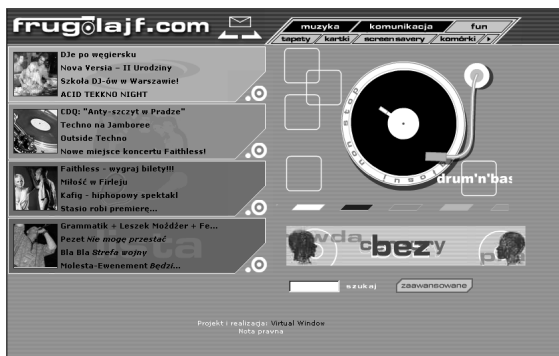 frugolajf.com
muzyka komunikacja fun
tapety kartki screen savery komórki
DJe po węgiersku
Nova Versia – II Urodziny
Szkoła DJ-ów w Warszawie!
ACID TEKKNO NIGHT
CDQ: "Anty-szczyt w Pradze"
Techno na Jamboree
Outside Techno
Nowe miejsce koncertu Faithless!
Faithless - wygraj bilety!!!
Miłość w Firleju
Kafig - hiphopowy spektakl
Stasio robi premierę...
Grammatik + Leszek Możdżer + Fe...
Pezet Nie mogę przestać
Bla Bla Strefa wojny
Molesta-Ewenement Będzi...
non stop
drum'n'bas
bez
szukaj zaawansowane
Projekt i realizacja: Virtual Window
Nota prawna